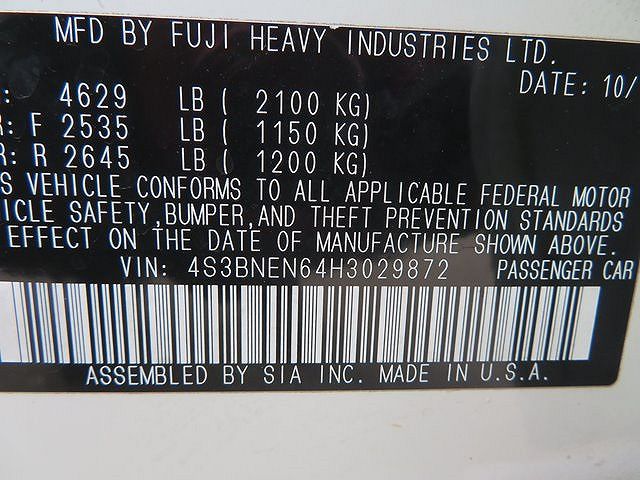 MFD BY FUJI HEAVY INDUSTRIES LTD.
DATE: 10/
: 4629 LB ( 2100 KG)
R: F 2535 LB ( 1150 KG)
R: R 2645 LB ( 1200 KG)
S VEHICLE CONFORMS TO ALL APPLICABLE FEDERAL MOTOR
ICLE SAFETY,BUMPER,AND THEFT PREVENTION STANDARDS
EFFECT ON THE DATE OF MANUFACTURE SHOWN ABOVE.
VIN: 4S3BNEN64H3029872 PASSENGER CAR
ASSEMBLED BY SIA INC. MADE IN U.S.A.